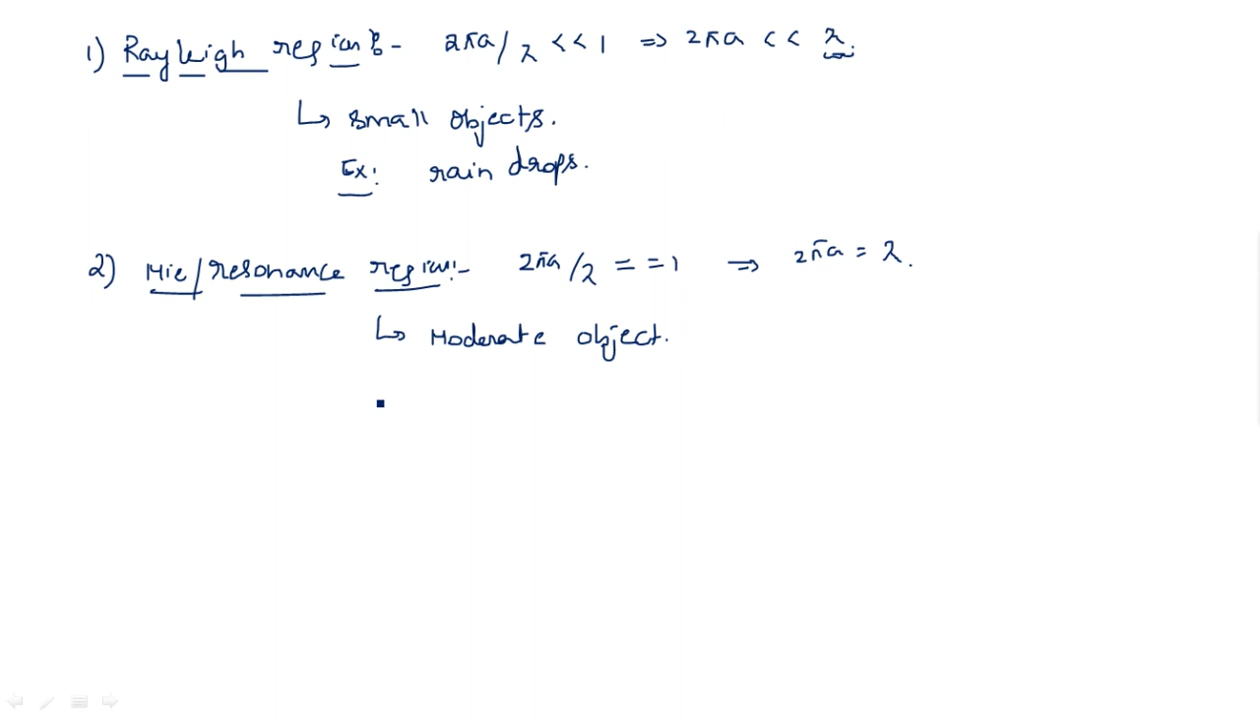 1) Rayleigh region:- 2πa/λ << 1 ⇒ 2πa << λ.
↳ small objects.
Ex: rain drops.
2) Mie/resonance region:- 2πa/λ = = 1 ⇒ 2πa = λ.
↳ Moderate object.